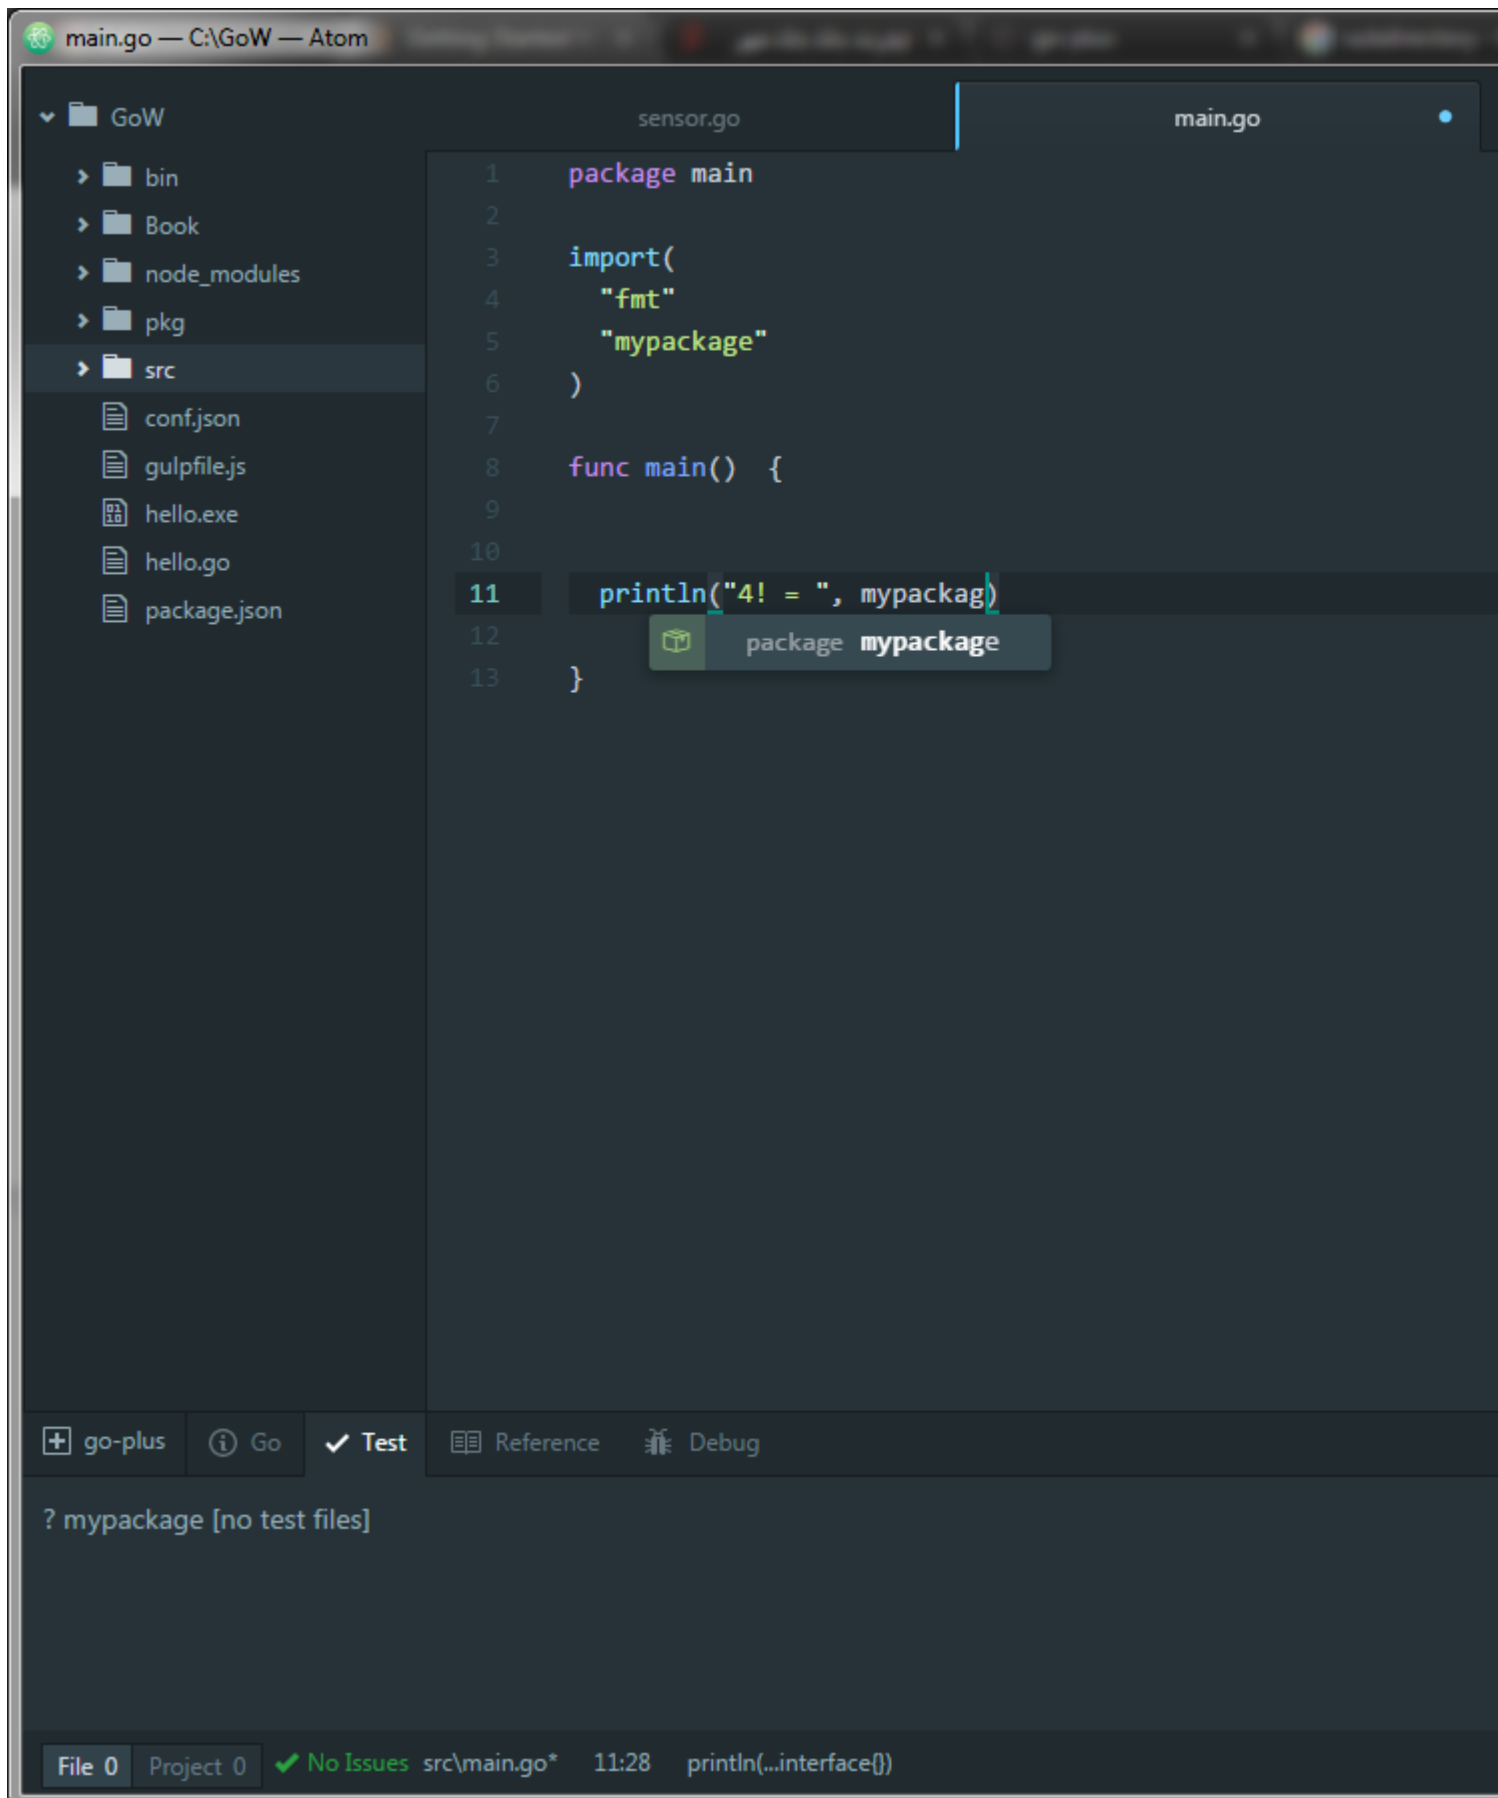 main.go — C:\GoW — Atom
GoW
bin
Book
node_modules
pkg
src
conf.json
gulpfile.js
hello.exe
hello.go
package.json
sensor.go
main.go
1 package main
2
3 import(
4 "fmt"
5 "mypackage"
6 )
7
8 func main()  {
9
10
11 println("4! = ", mypackag)
package mypackage
12
13 }
go-plus
Go
Test
Reference
Debug
? mypackage [no test files]
File 0 Project 0 No Issues src\main.go* 11:28 println(...interface{})